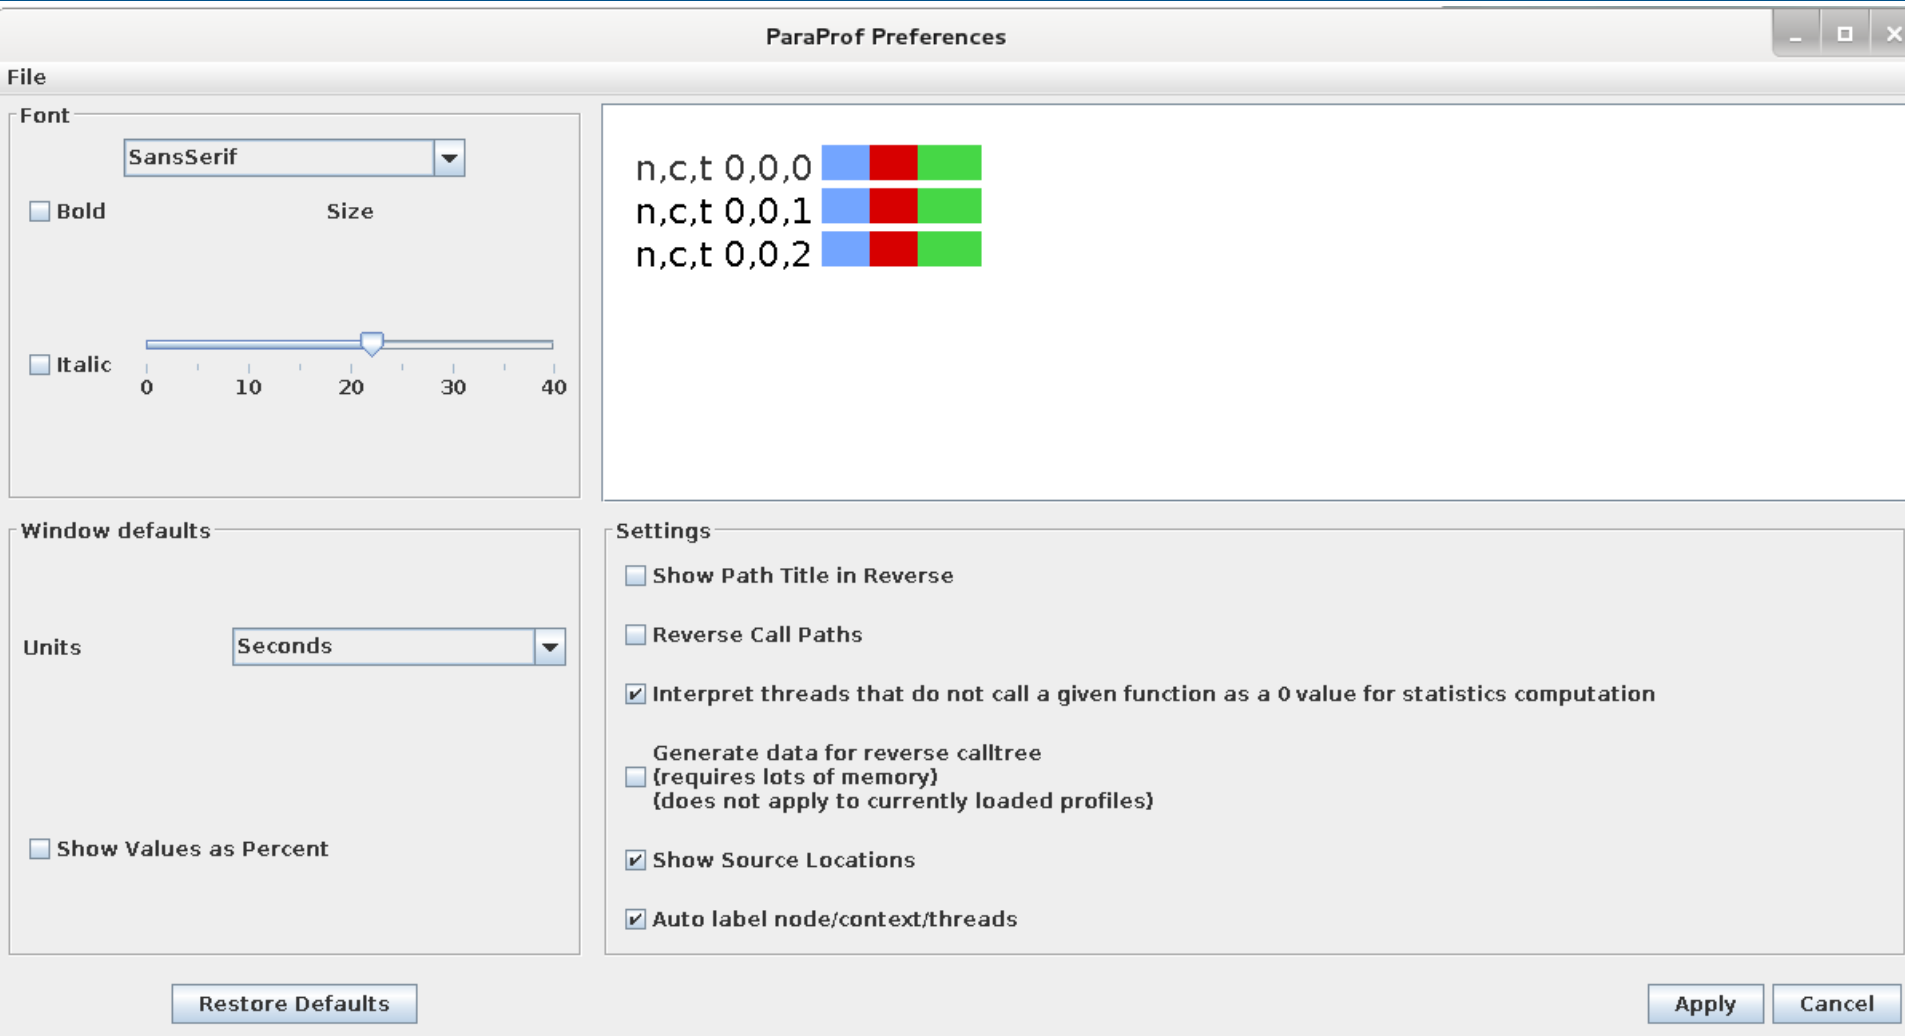 ParaProf Preferences
File
Font
SansSerif
Bold
Size
Italic
0 10 20 30 40
n,c,t 0,0,0
n,c,t 0,0,1
n,c,t 0,0,2
Window defaults
Units
Seconds
Show Values as Percent
Settings
Show Path Title in Reverse
Reverse Call Paths
Interpret threads that do not call a given function as a 0 value for statistics computation
Generate data for reverse calltree
(requires lots of memory)
(does not apply to currently loaded profiles)
Show Source Locations
Auto label node/context/threads
Restore Defaults
Apply
Cancel